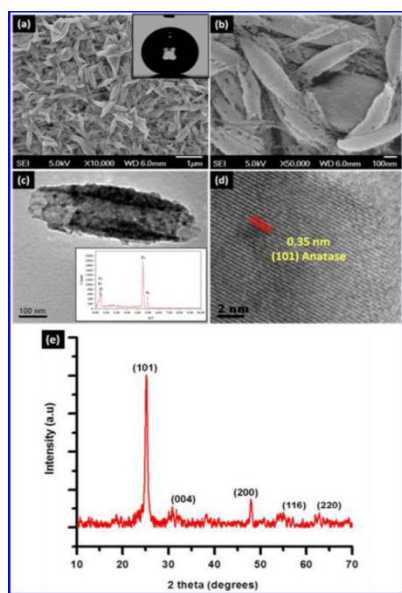 (a)
SEI 5.0kV X10,000 WD 6.0mm 1μm
(b)
SEI 5.0kV X50,000 WD 6.0mm 100nm
(c)
100 nm
(d)
0,35 nm
(101) Anatase
2 nm
(e)
Intensity (a.u)
(101)
(004)
(200)
(116)
(220)
10 20 30 40 50 60 70
2 theta (degrees)